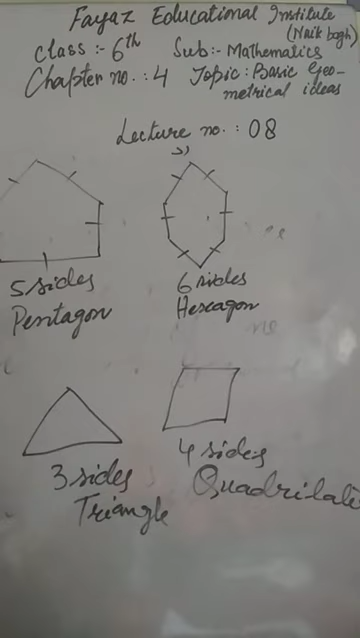 Fayaz Educational Institute
(Naik bagh)
Class :- 6th Sub:- Mathematics
Chapter no. : 4 Topic : Basic Geo-
metrical ideas
Lecture no. : 08
5 sides
Pentagon
6 sides
Hexagon
3 sides
Triangle
4 sides
Quadrilate